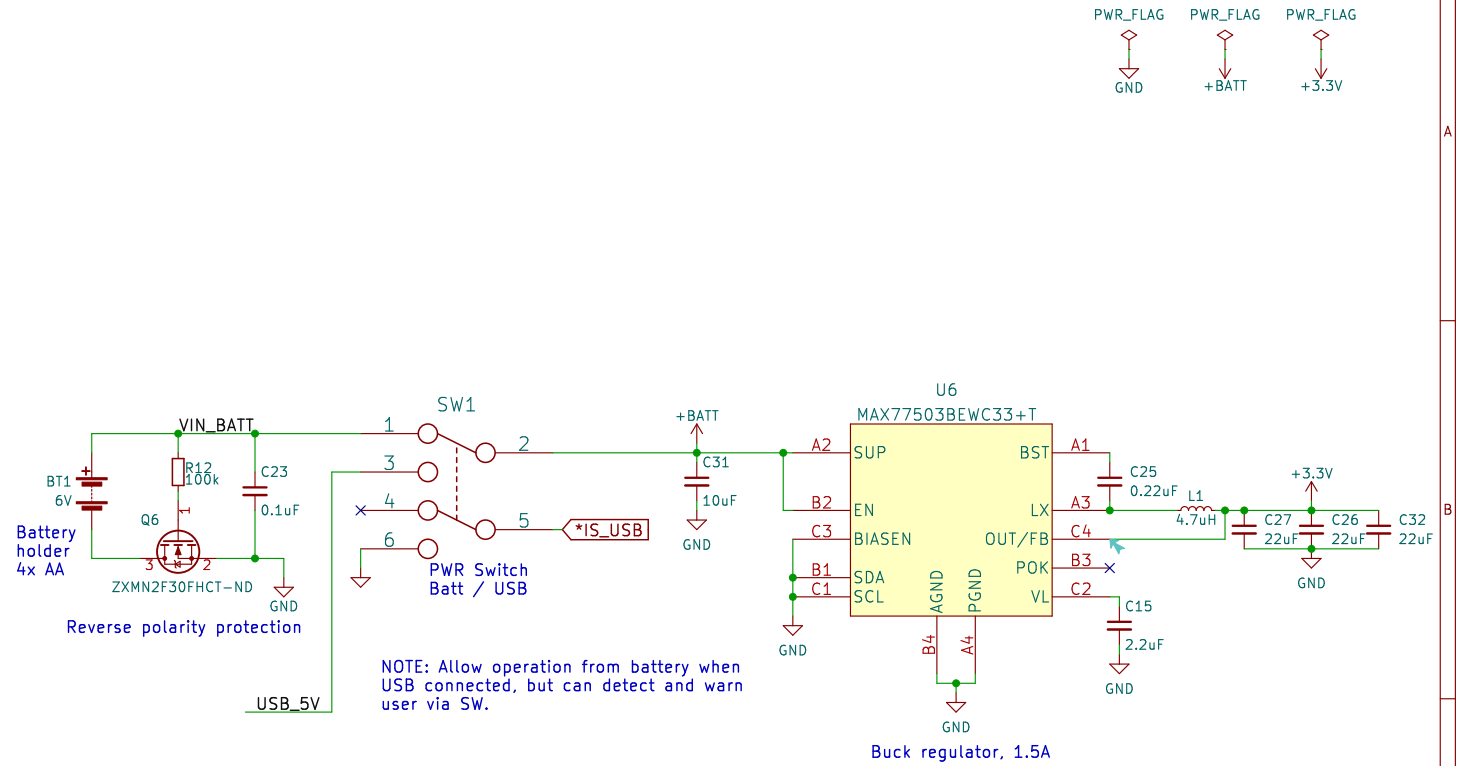 PWR_FLAG PWR_FLAG PWR_FLAG
GND +BATT +3.3V
A
B
BT1
6V
Battery
holder
4x AA
VIN_BATT
R12
100k
C23
0.1uF
Q6
1
3
2
ZXMN2F30FHCT-ND
GND
Reverse polarity protection
USB_5V
SW1
1
2
3
4
5
6
*IS_USB
PWR Switch
Batt / USB
NOTE: Allow operation from battery when
USB connected, but can detect and warn
user via SW.
+BATT
C31
10uF
GND
U6
MAX77503BEWC33+T
A2 SUP
B2 EN
C3 BIASEN
B1 SDA
C1 SCL
GND
BST A1
LX A3
OUT/FB C4
POK B3
VL C2
AGND PGND
B4 A4
GND
Buck regulator, 1.5A
C25
0.22uF
L1
4.7uH
C15
2.2uF
GND
+3.3V
C27
22uF
C26
22uF
C32
22uF
GND